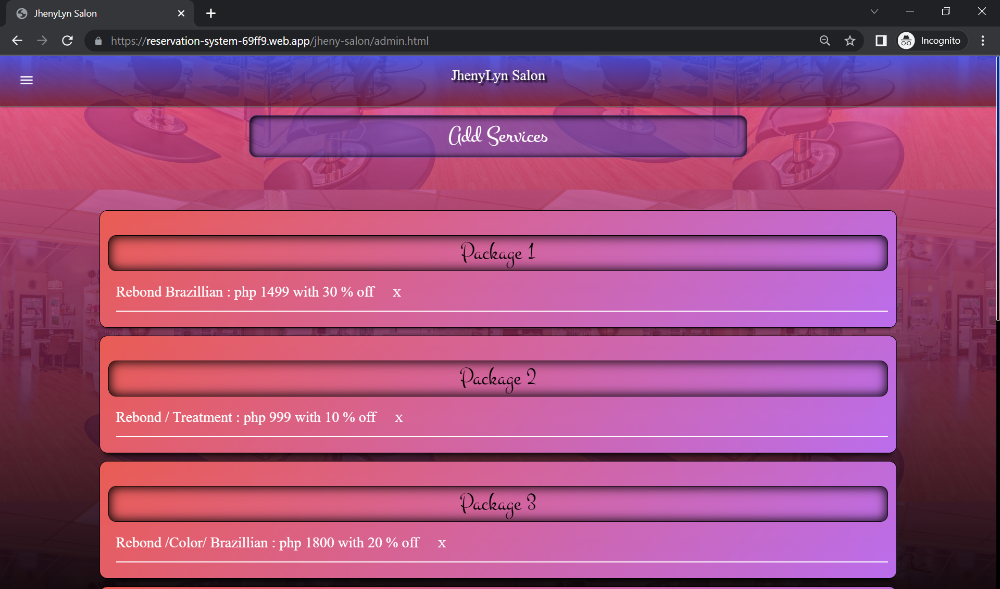 JhenyLyn Salon
https://reservation-system-69ff9.web.app/jheny-salon/admin.html
Incognito
JhenyLyn Salon
Add Services
Package 1
Rebond Brazillian : php 1499 with 30 % off x
Package 2
Rebond / Treatment : php 999 with 10 % off x
Package 3
Rebond /Color/ Brazillian : php 1800 with 20 % off x